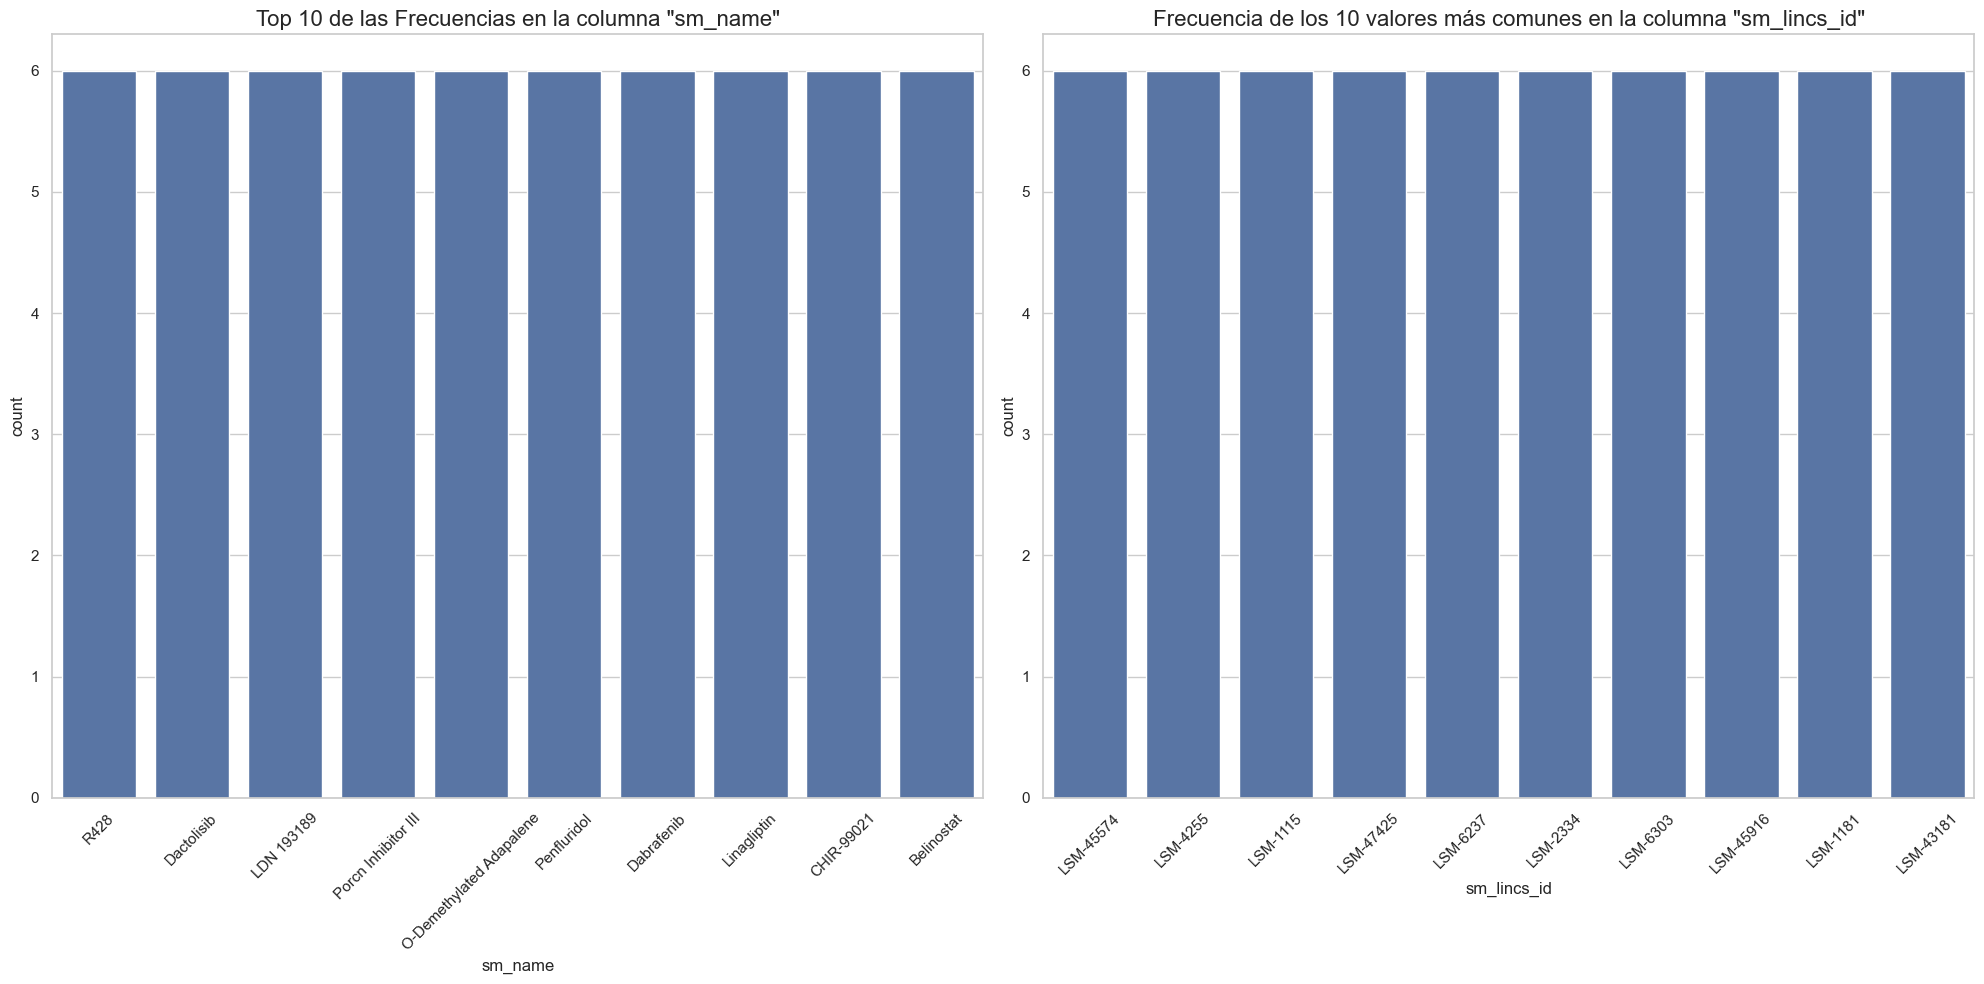 Top 10 de las Frecuencias en la columna "sm_name"
count
6
5
4
3
2
1
0
R428
Dactolisib
LDN 193189
Porcn Inhibitor III
O-Demethylated Adapalene
Penfluridol
Dabrafenib
Linagliptin
CHIR-99021
Belinostat
sm_name
Frecuencia de los 10 valores más comunes en la columna "sm_lincs_id"
count
6
5
4
3
2
1
0
LSM-45574
LSM-4255
LSM-1115
LSM-47425
LSM-6237
LSM-2334
LSM-6303
LSM-45916
LSM-1181
LSM-43181
sm_lincs_id